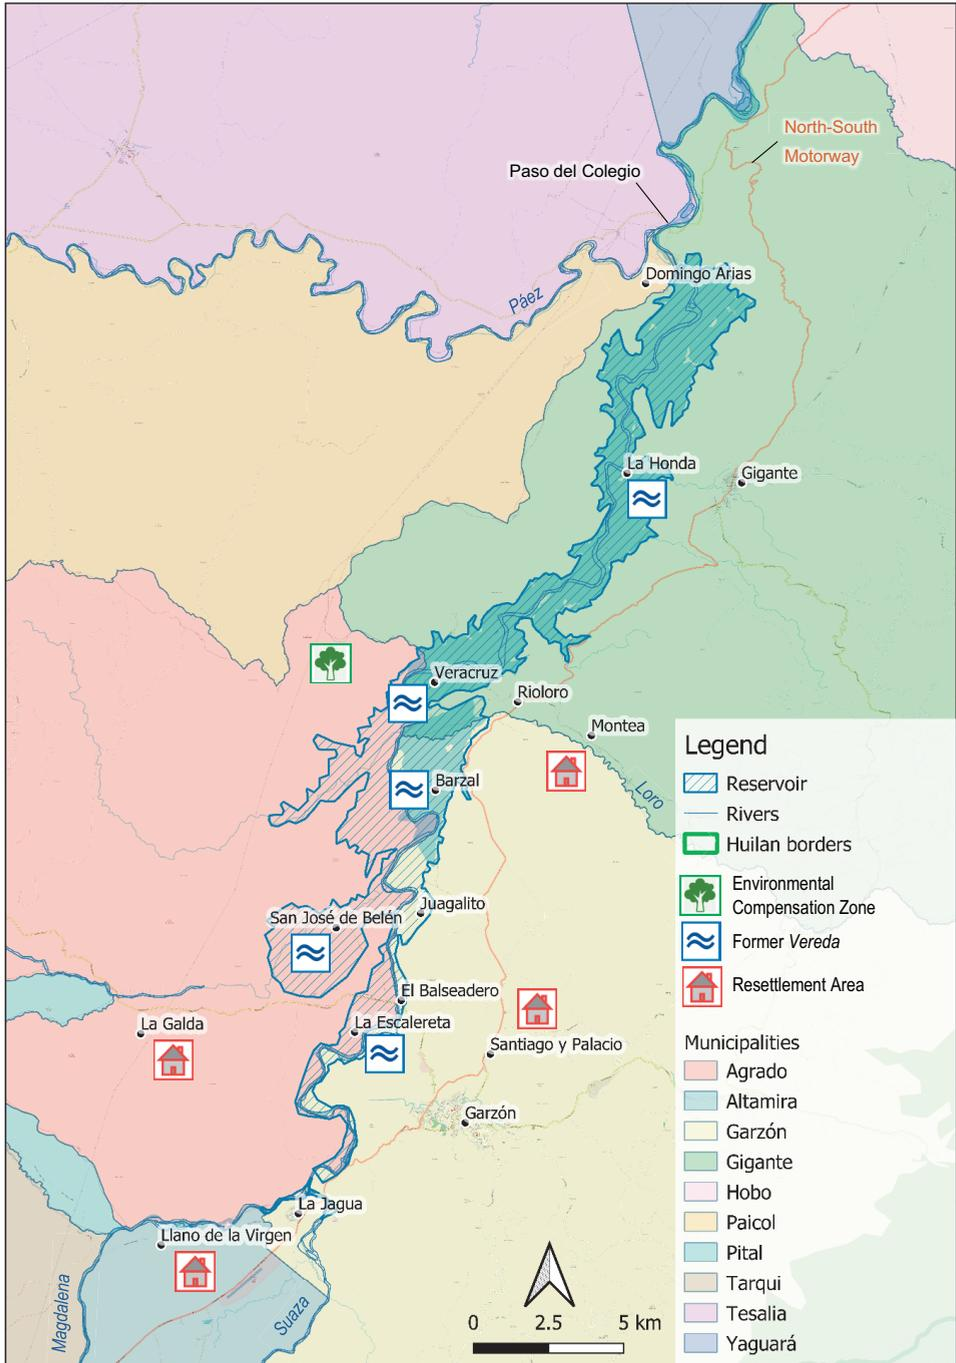 North-South
Motorway
Paso del Colegio
Domingo Arias
Páez
La Honda
Gigante
Veracruz
Rioloro
Montea
Loro
Barzal
Juagalito
San José de Belén
El Balseadero
La Escalereta
La Galda
Santiago y Palacio
Garzón
La Jagua
Llano de la Virgen
Magdalena
Suaza
0 2.5 5 km
Legend
Reservoir
Rivers
Huilan borders
Environmental
Compensation Zone
Former Vereda
Resettlement Area
Municipalities
Agrado
Altamira
Garzón
Gigante
Hobo
Paicol
Pital
Tarqui
Tesalia
Yaguará